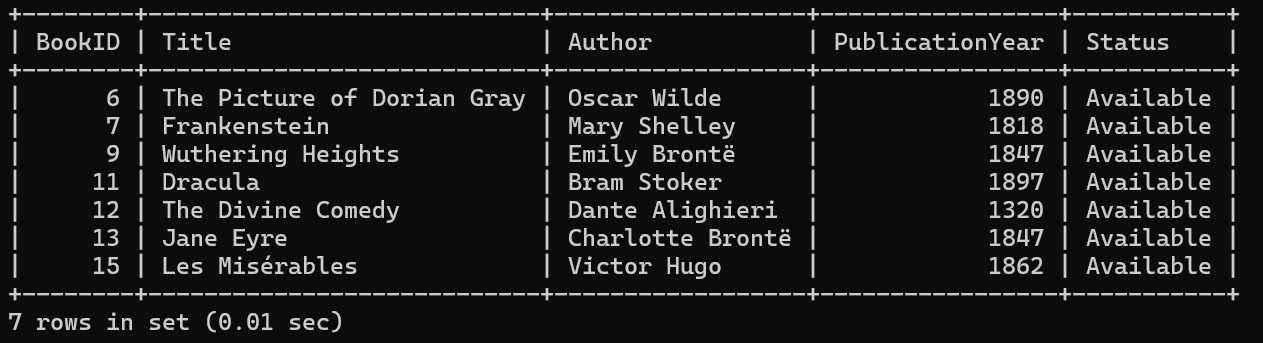 +--------+----------------------------+------------------+-----------------+-----------+
| BookID | Title                      | Author           | PublicationYear | Status    |
+--------+----------------------------+------------------+-----------------+-----------+
|      6 | The Picture of Dorian Gray | Oscar Wilde      |            1890 | Available |
|      7 | Frankenstein               | Mary Shelley     |            1818 | Available |
|      9 | Wuthering Heights          | Emily Brontë     |            1847 | Available |
|     11 | Dracula                    | Bram Stoker      |            1897 | Available |
|     12 | The Divine Comedy          | Dante Alighieri  |            1320 | Available |
|     13 | Jane Eyre                  | Charlotte Brontë |            1847 | Available |
|     15 | Les Misérables             | Victor Hugo      |            1862 | Available |
+--------+----------------------------+------------------+-----------------+-----------+
7 rows in set (0.01 sec)